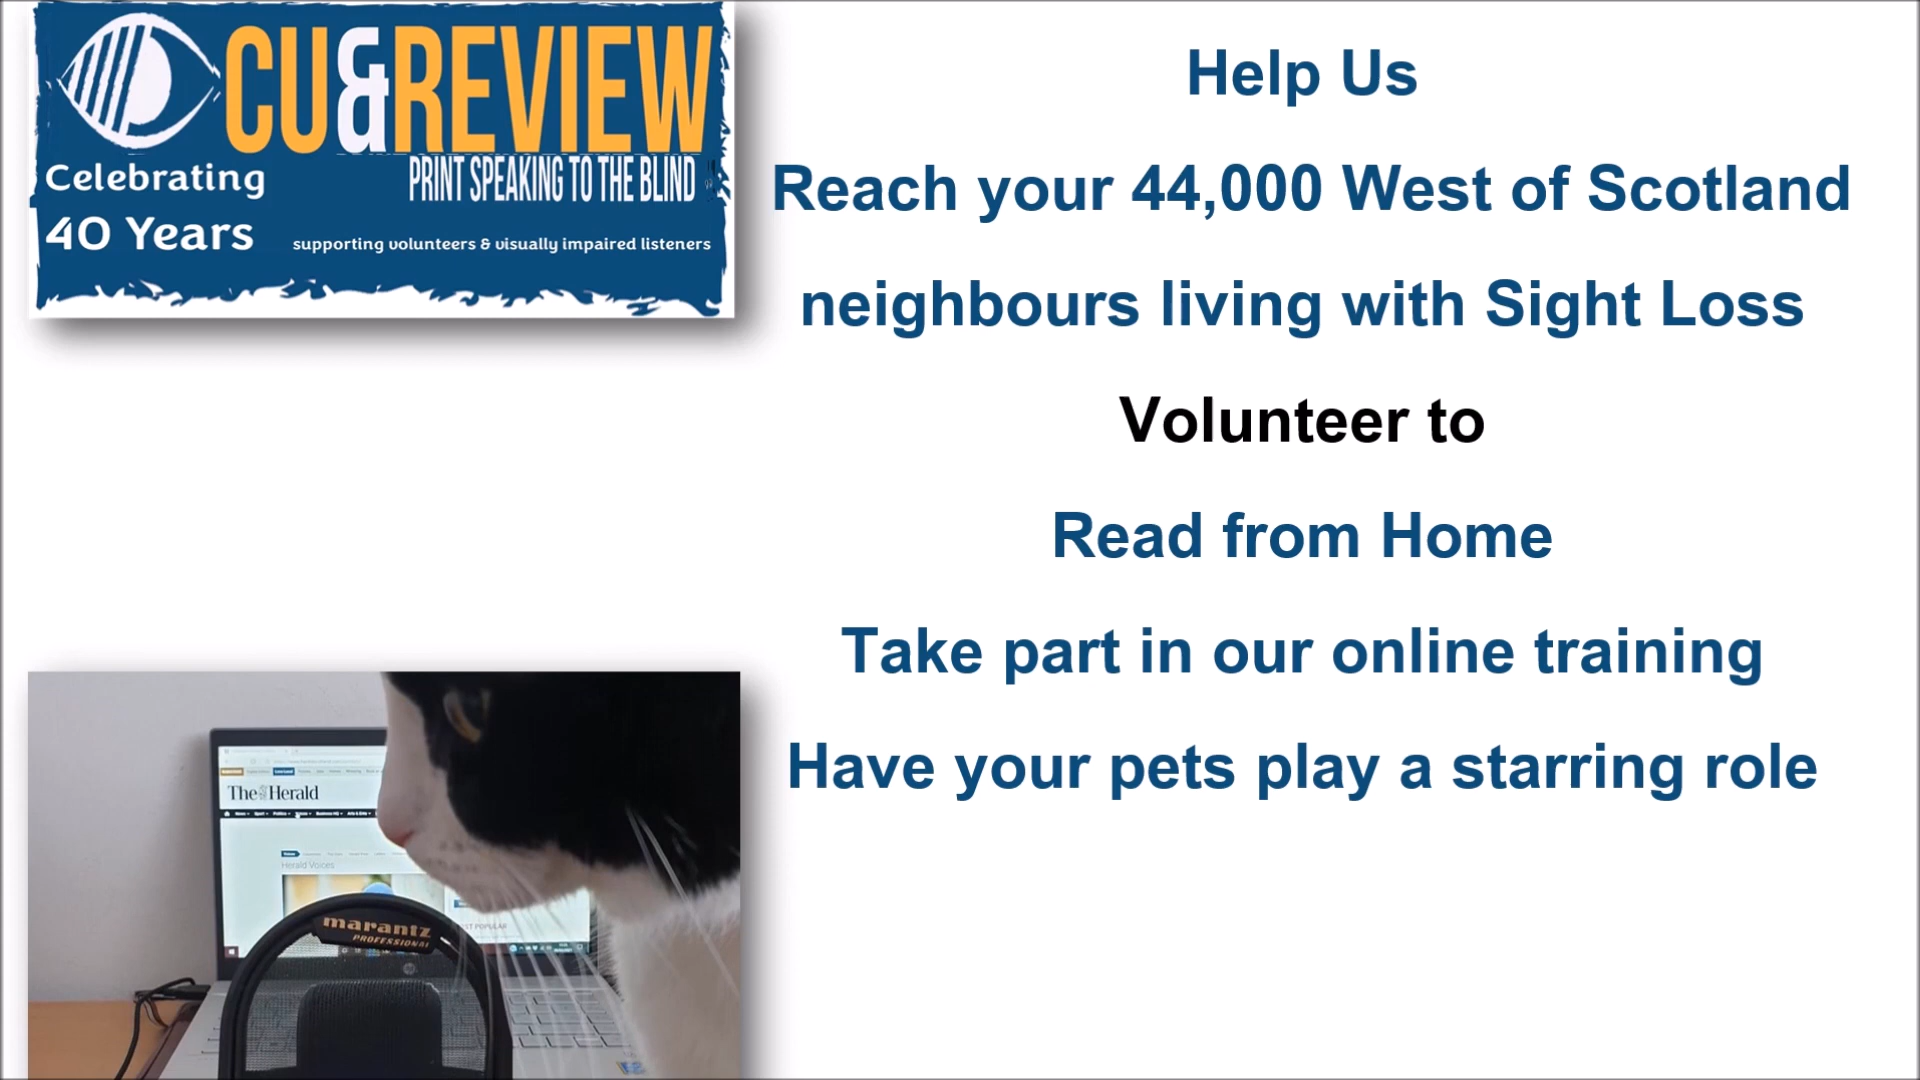 CU&REVIEW
PRINT SPEAKING TO THE BLIND
Celebrating
40 Years
supporting volunteers & visually impaired listeners
Help Us
Reach your 44,000 West of Scotland
neighbours living with Sight Loss
Volunteer to
Read from Home
Take part in our online training
Have your pets play a starring role
The Herald
Herald Voices
marantz
PROFESSIONAL